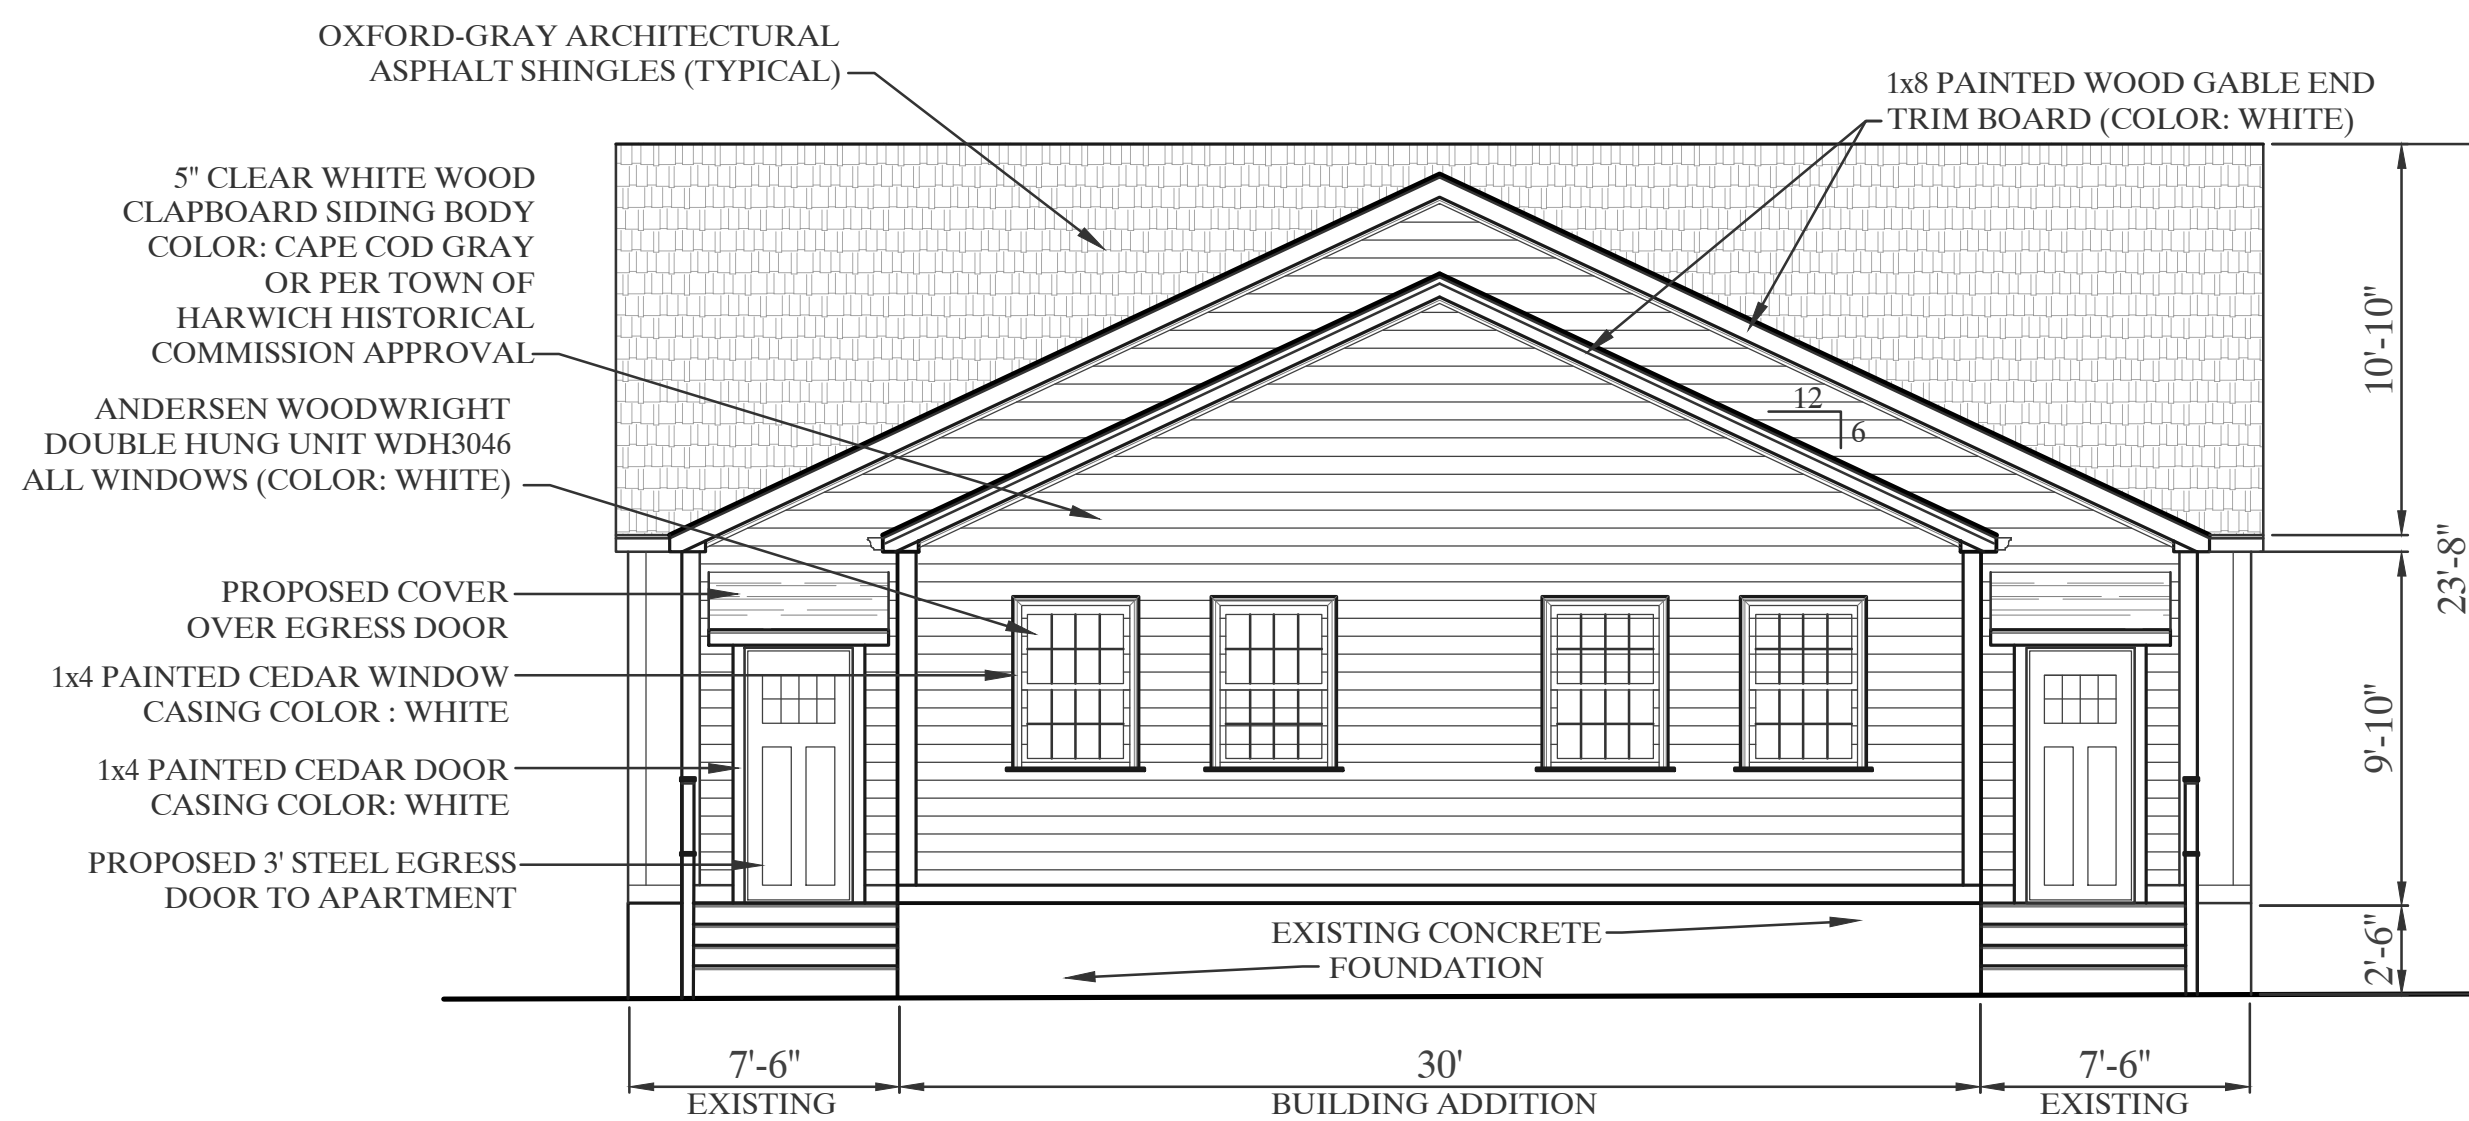 OXFORD-GRAY ARCHITECTURAL
ASPHALT SHINGLES (TYPICAL)
1x8 PAINTED WOOD GABLE END
TRIM BOARD (COLOR: WHITE)
5" CLEAR WHITE WOOD
CLAPBOARD SIDING BODY
COLOR: CAPE COD GRAY
OR PER TOWN OF
HARWICH HISTORICAL
COMMISSION APPROVAL
ANDERSEN WOODWRIGHT
DOUBLE HUNG UNIT WDH3046
ALL WINDOWS (COLOR: WHITE)
12
6
10'-10"
23'-8"
9'-10"
2'-6"
PROPOSED COVER
OVER EGRESS DOOR
1x4 PAINTED CEDAR WINDOW
CASING COLOR : WHITE
1x4 PAINTED CEDAR DOOR
CASING COLOR: WHITE
PROPOSED 3' STEEL EGRESS
DOOR TO APARTMENT
EXISTING CONCRETE
FOUNDATION
7'-6"
EXISTING
30'
BUILDING ADDITION
7'-6"
EXISTING